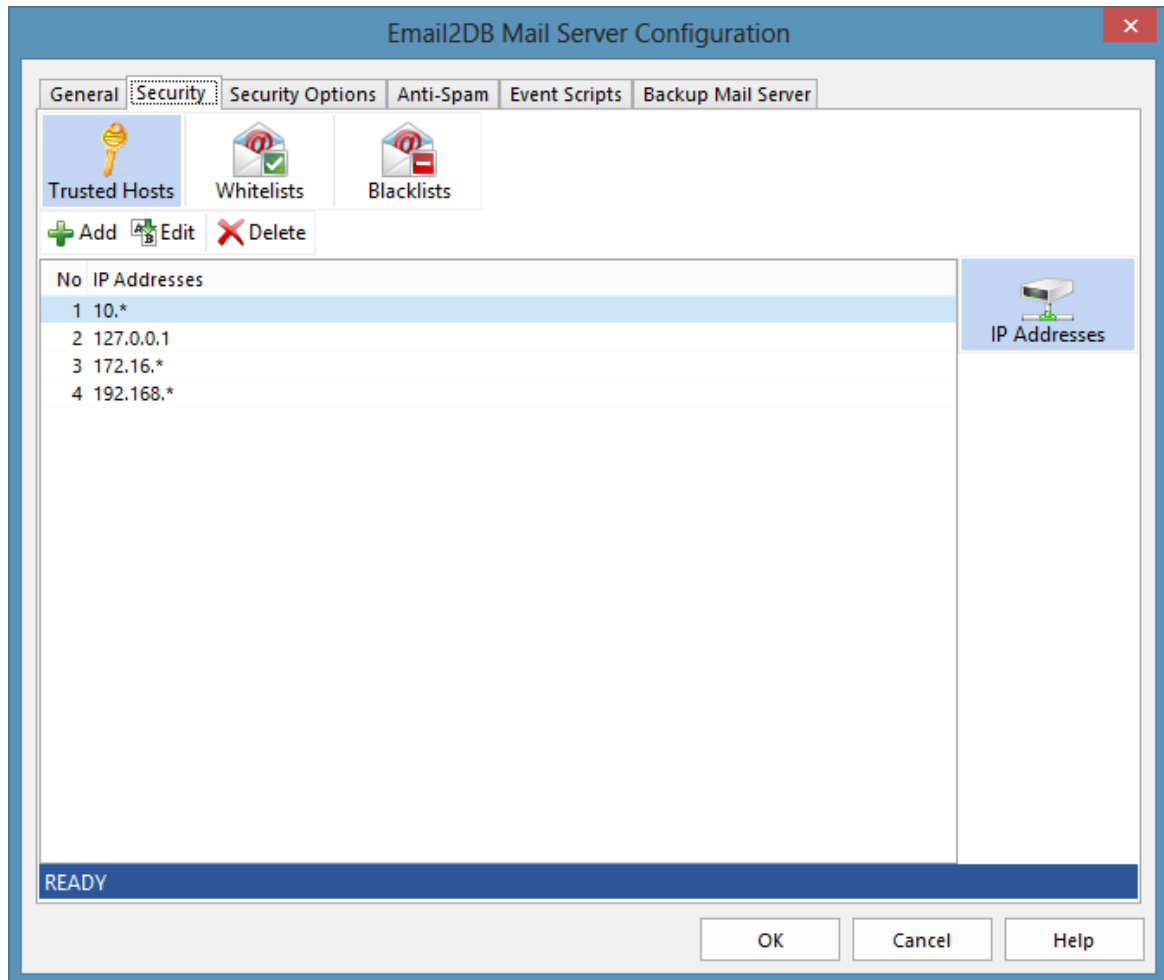 Email2DB Mail Server Configuration
General Security Security Options Anti-Spam Event Scripts Backup Mail Server
Trusted Hosts Whitelists Blacklists
Add Edit Delete
No IP Addresses
1 10.*
2 127.0.0.1
3 172.16.*
4 192.168.*
IP Addresses
READY
OK Cancel Help